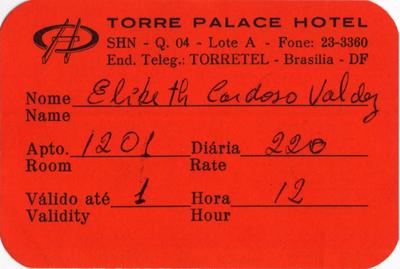 TORRE PALACE HOTEL
SHN - Q. 04 - Lote A - Fone: 23-3360
End. Teleg.: TORRETEL - Brasília - DF
Nome Elizeth Cardoso Valdez
Name
Apto. 1201 Diária 220
Room Rate
Válido até 1 Hora 12
Validity Hour